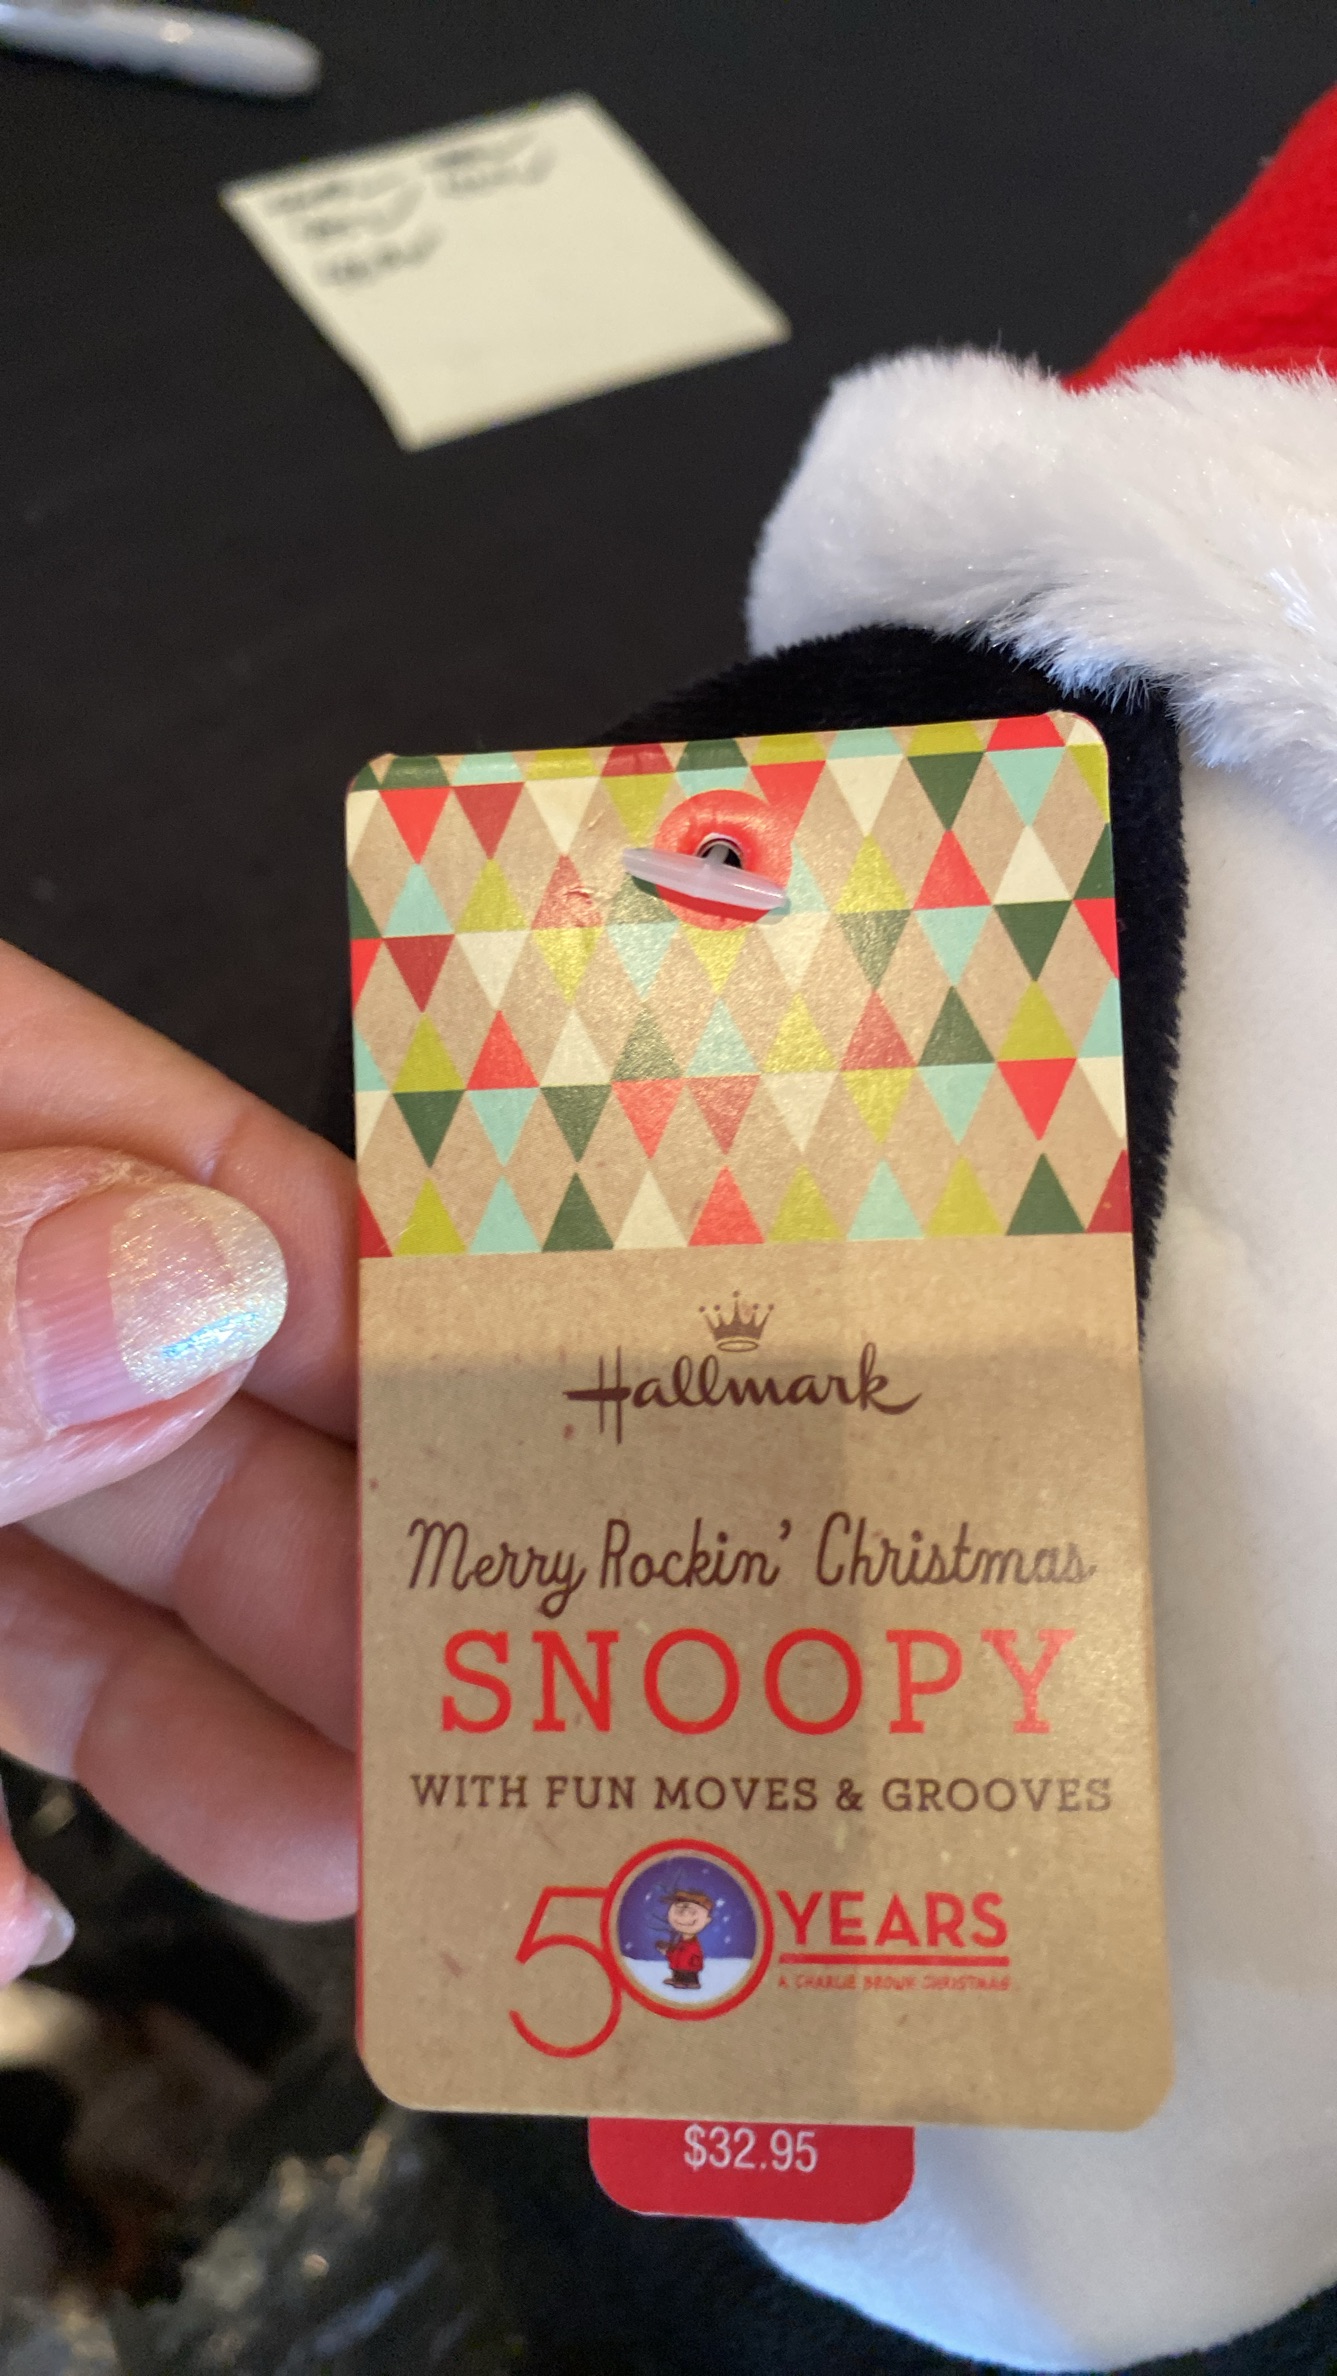 Hallmark
Merry Rockin' Christmas
SNOOPY
WITH FUN MOVES & GROOVES
50 YEARS
A CHARLIE BROWN CHRISTMAS
$32.95